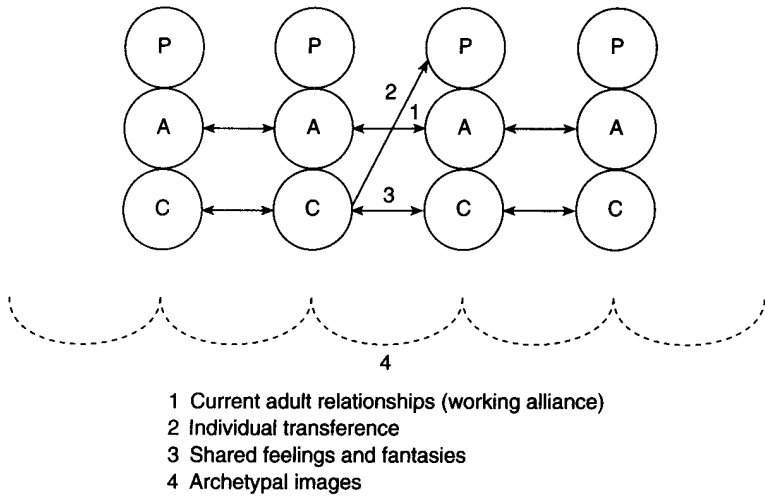 P P P P
2
1
A A A A
3
C C C C
4
1 Current adult relationships (working alliance)
2 Individual transference
3 Shared feelings and fantasies
4 Archetypal images